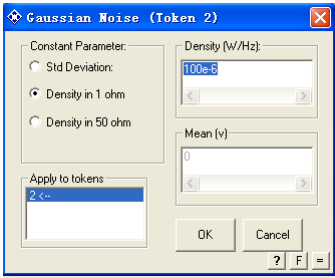 Gaussian Noise (Token 2)
Constant Parameter:
Std Deviation:
Density in 1 ohm
Density in 50 ohm
Density (W/Hz):
100e-6
Mean (v)
0
Apply to tokens
2 <--
OK
Cancel
? F =